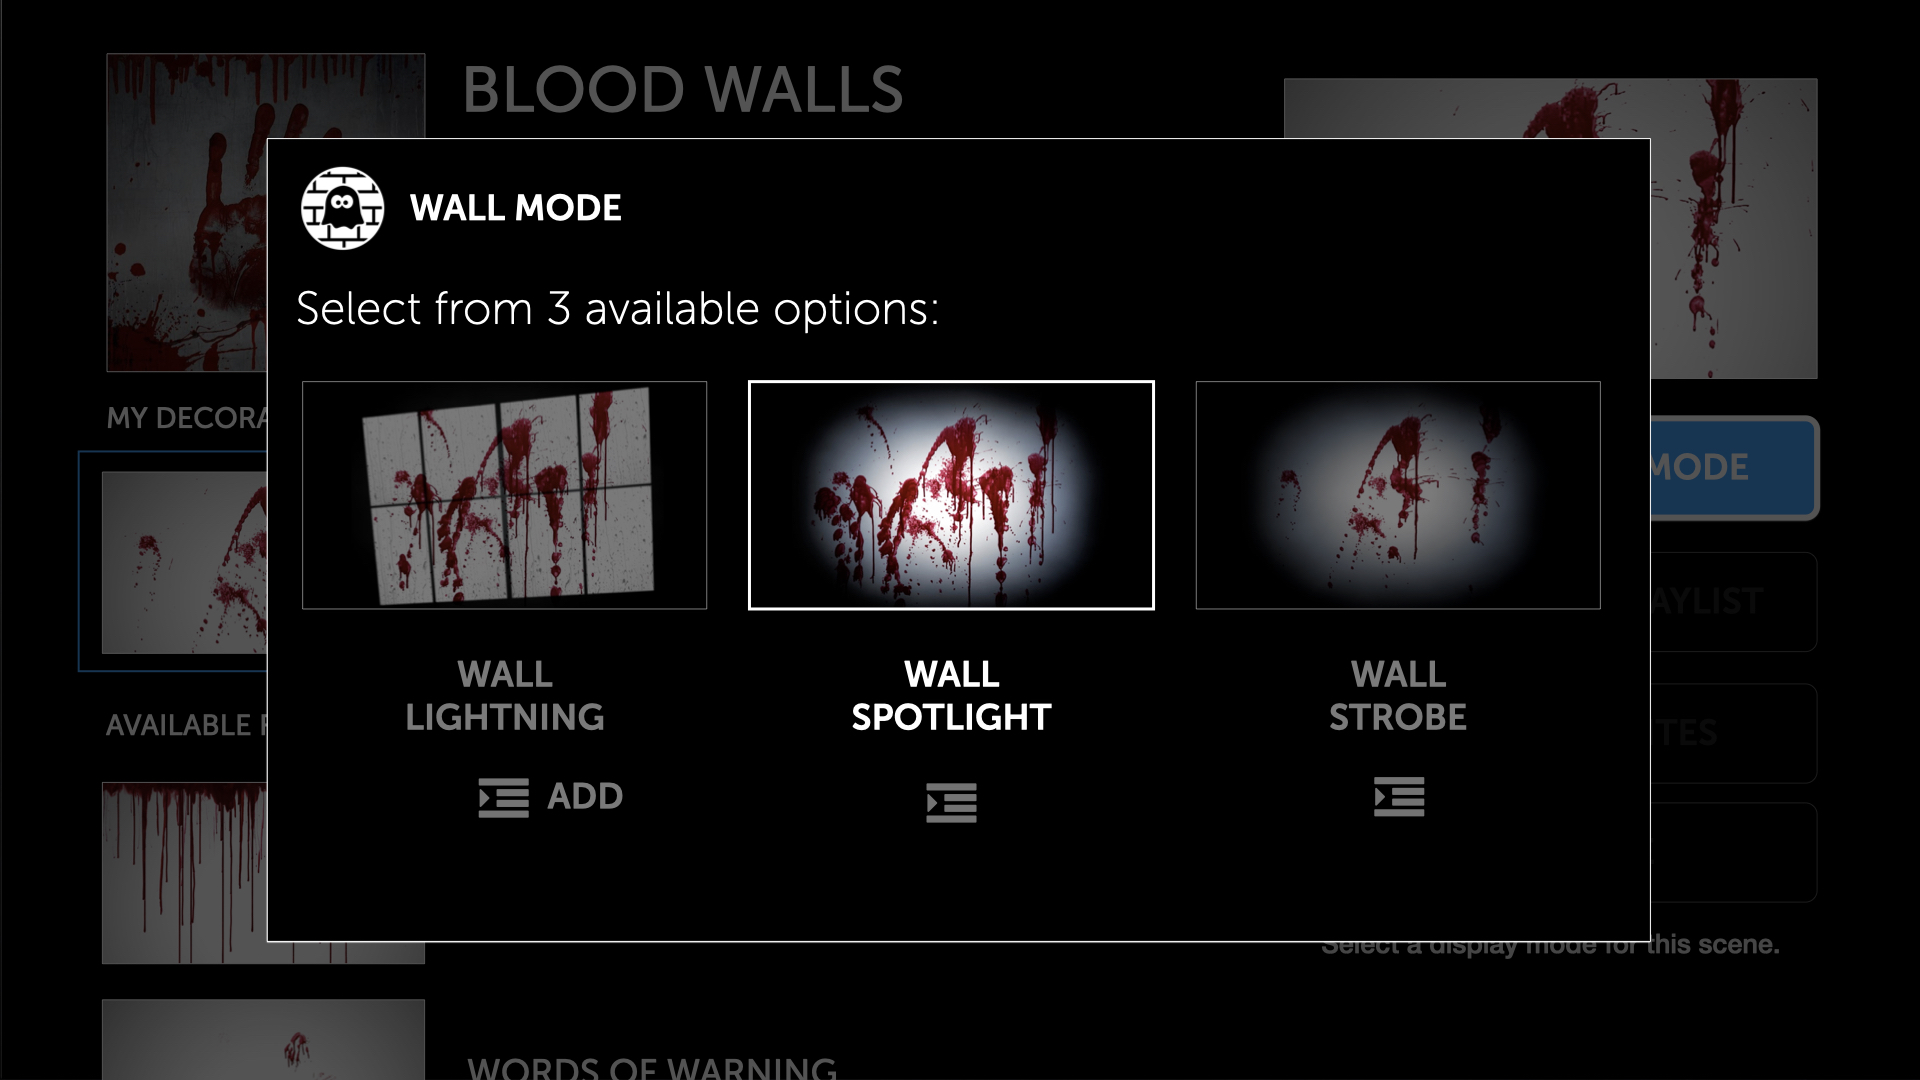 BLOOD WALLS
WALL MODE
Select from 3 available options:
MY DECORA
MODE
AYLIST
WALL
LIGHTNING
WALL
SPOTLIGHT
WALL
STROBE
AVAILABLE
TES
ADD
Select a display mode for this scene.
WORDS OF WARNING